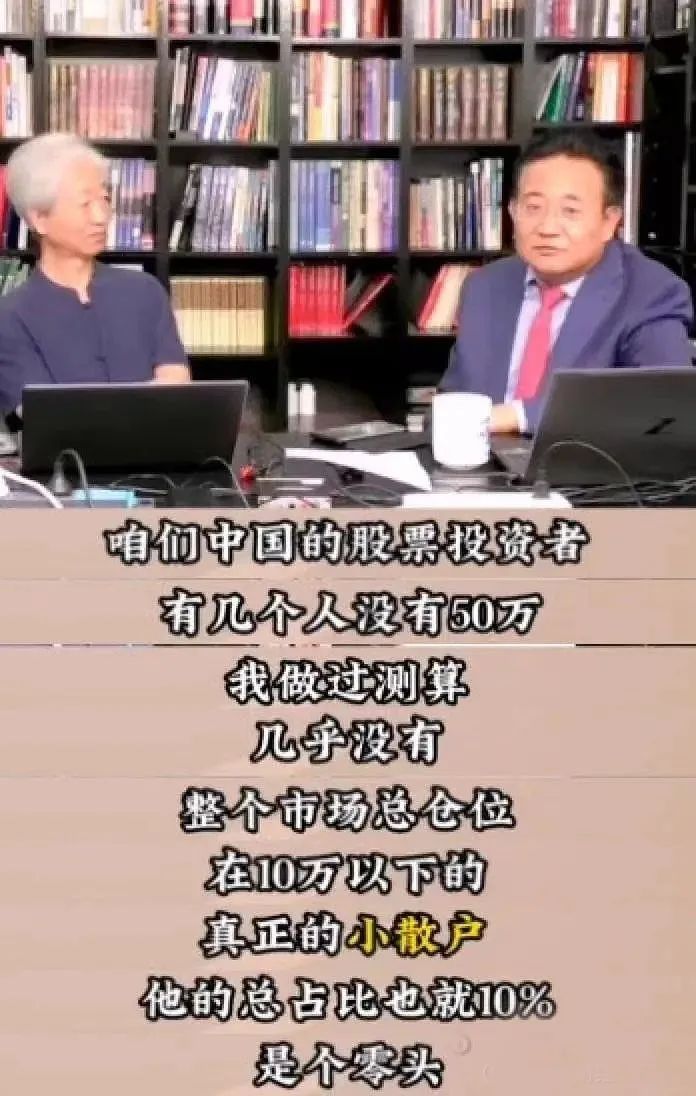 咱们中国的股票投资者
有几个人没有50万
我做过测算
几乎没有
整个市场总仓位
在10万以下的
真正的小散户
他的总占比也就10%
是个零头